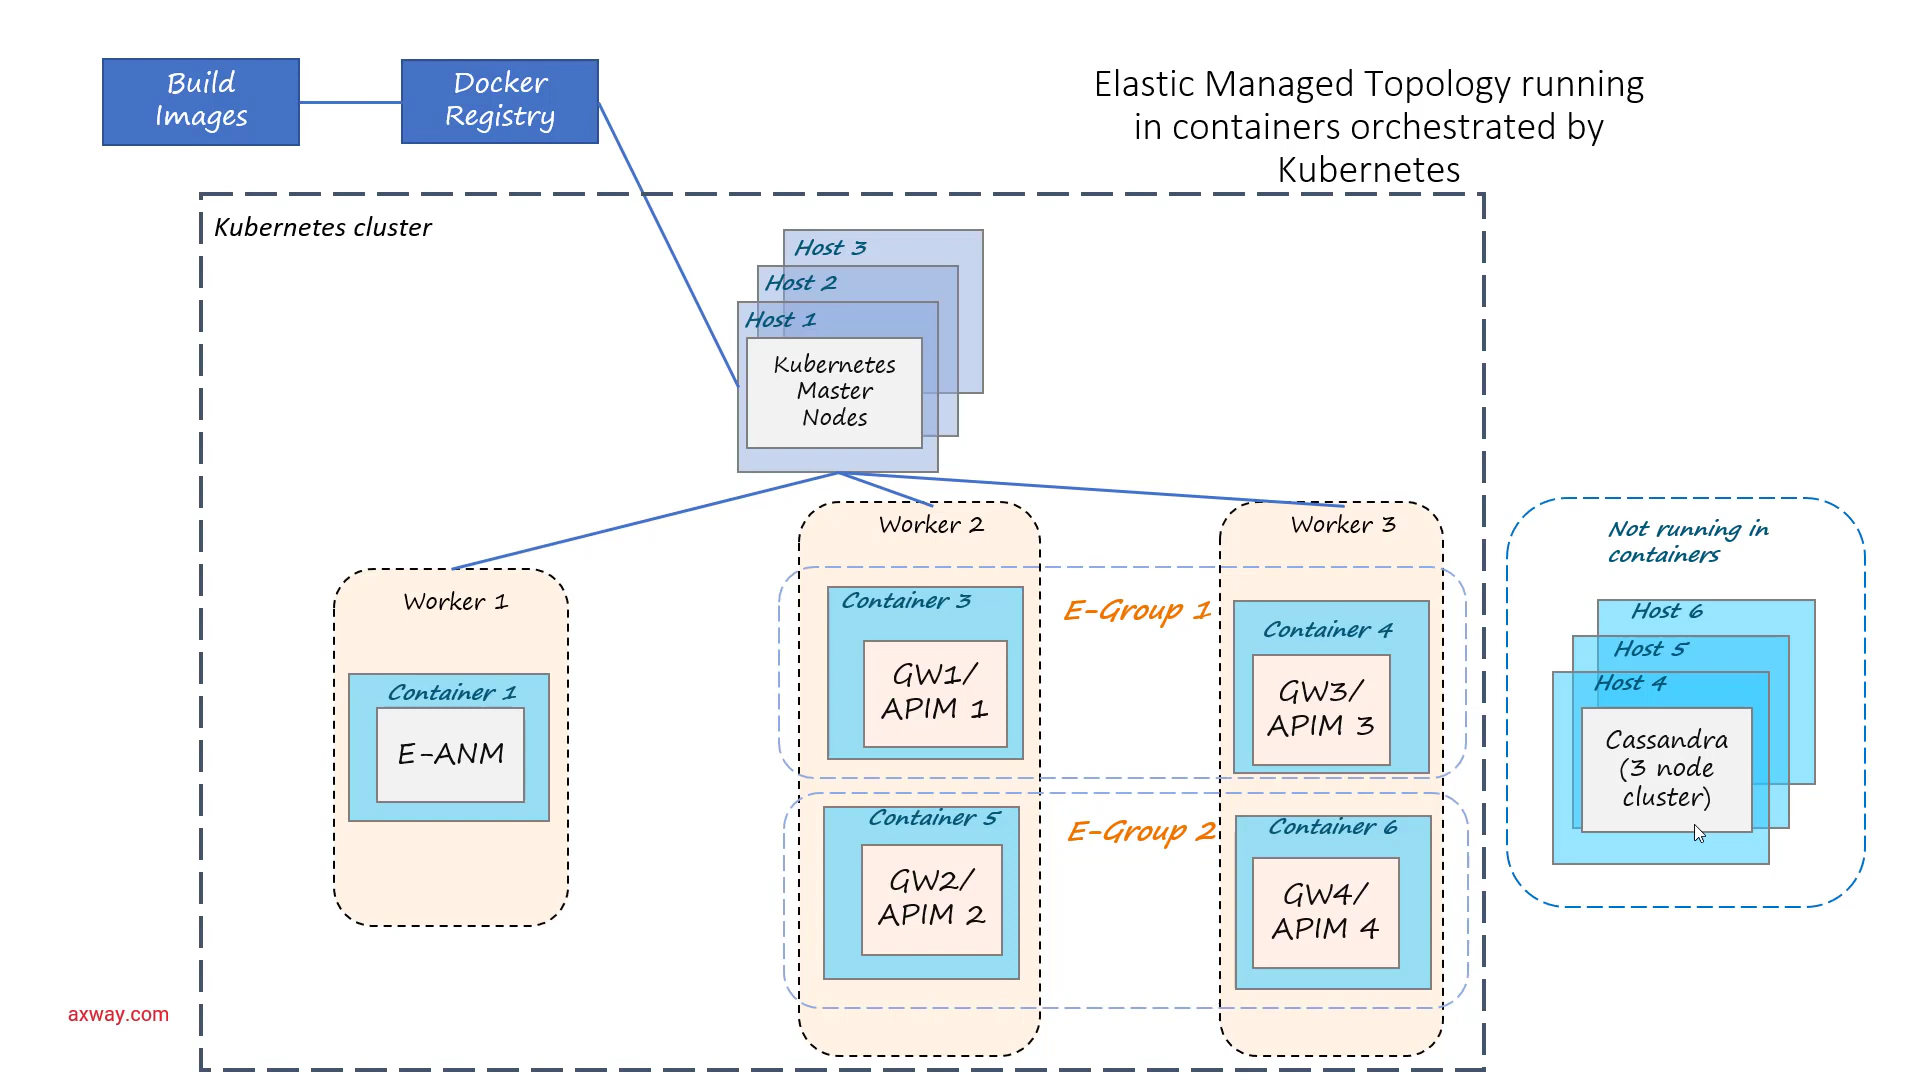 Build
Images
Docker
Registry
Elastic Managed Topology running
in containers orchestrated by
Kubernetes
Kubernetes cluster
Host 3
Host 2
Host 1
Kubernetes
Master
Nodes
Worker 1
Container 1
E-ANM
Worker 2
Worker 3
E-Group 1
Container 3
GW1/
APIM 1
Container 4
GW3/
APIM 3
E-Group 2
Container 5
GW2/
APIM 2
Container 6
GW4/
APIM 4
Not running in
containers
Host 6
Host 5
Host 4
Cassandra
(3 node
cluster)
axway.com